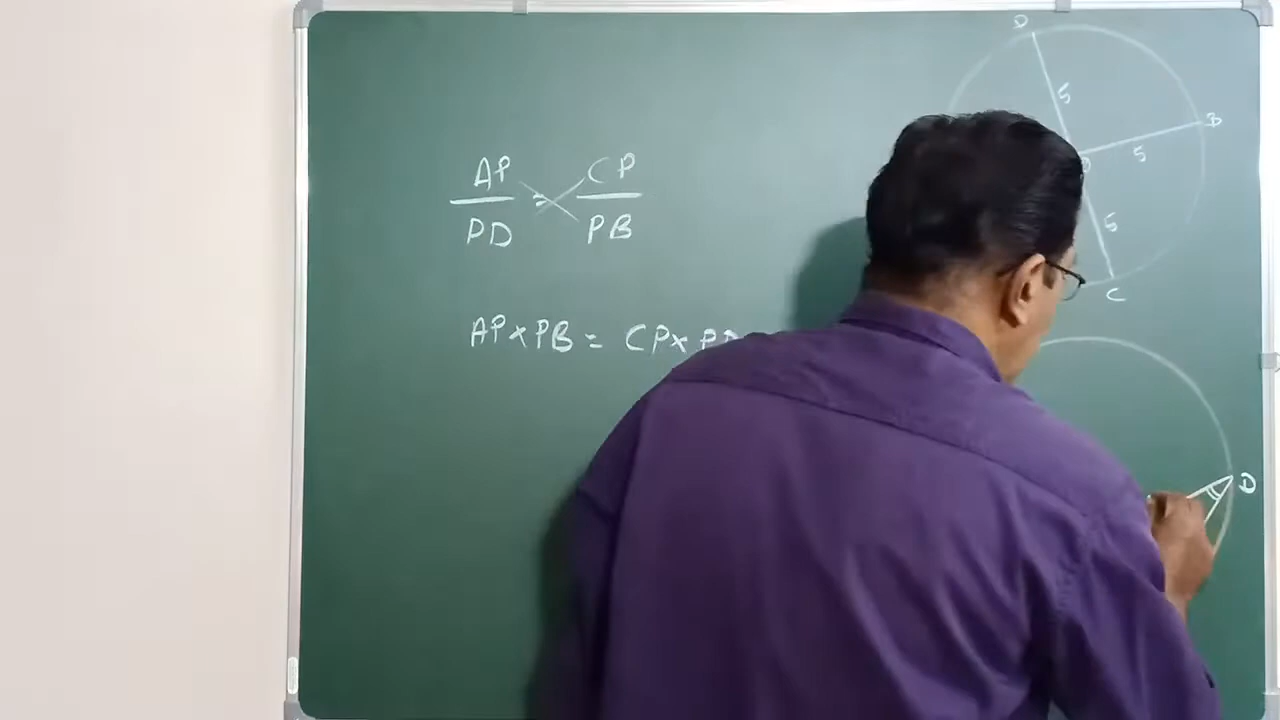 AP = CP
PD PB
AP × PB = CP ×
D
5
B
5
5
C
D